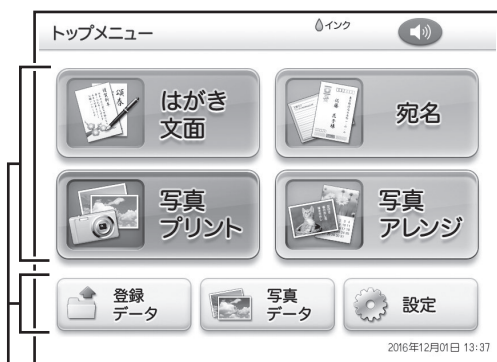 トップメニュー
インク
はがき
文面
宛名
写真
プリント
写真
アレンジ
登録
データ
写真
データ
設定
2016年12月01日 13:37